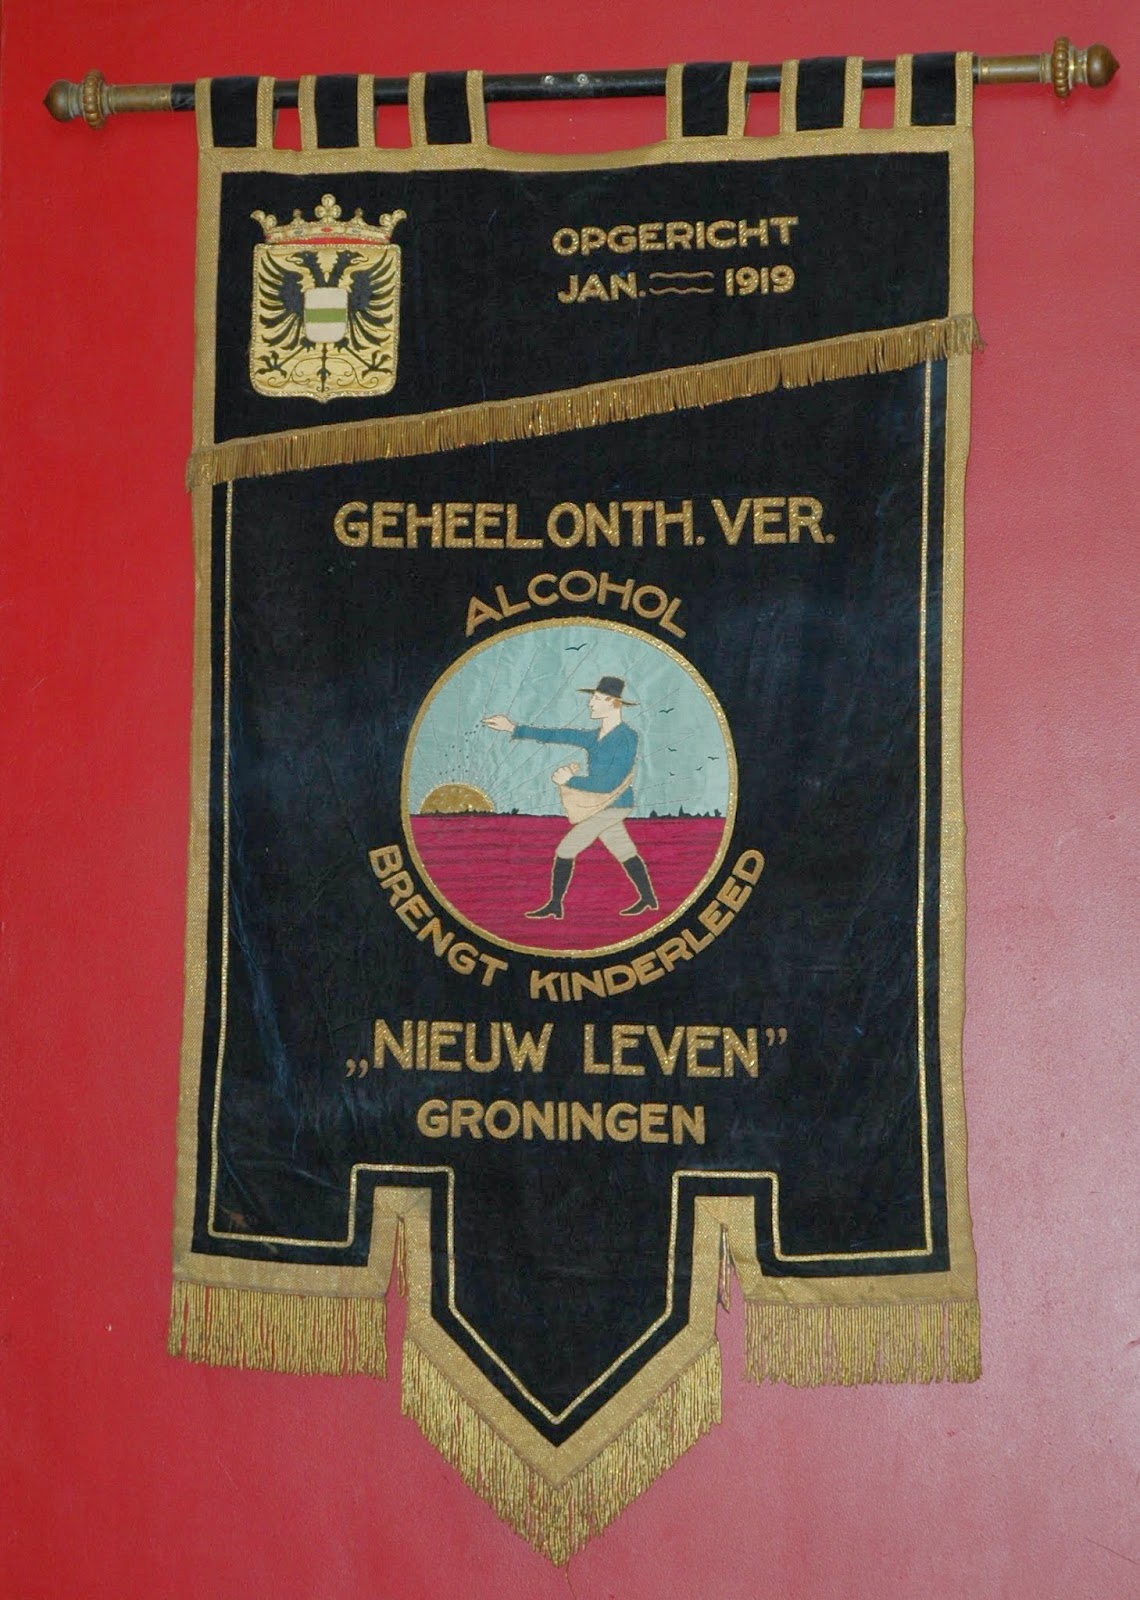 OPGERICHT
JAN. 1919
GEHEEL ONTH. VER.
ALCOHOL
BRENGT KINDERLEED
„NIEUW LEVEN”
GRONINGEN